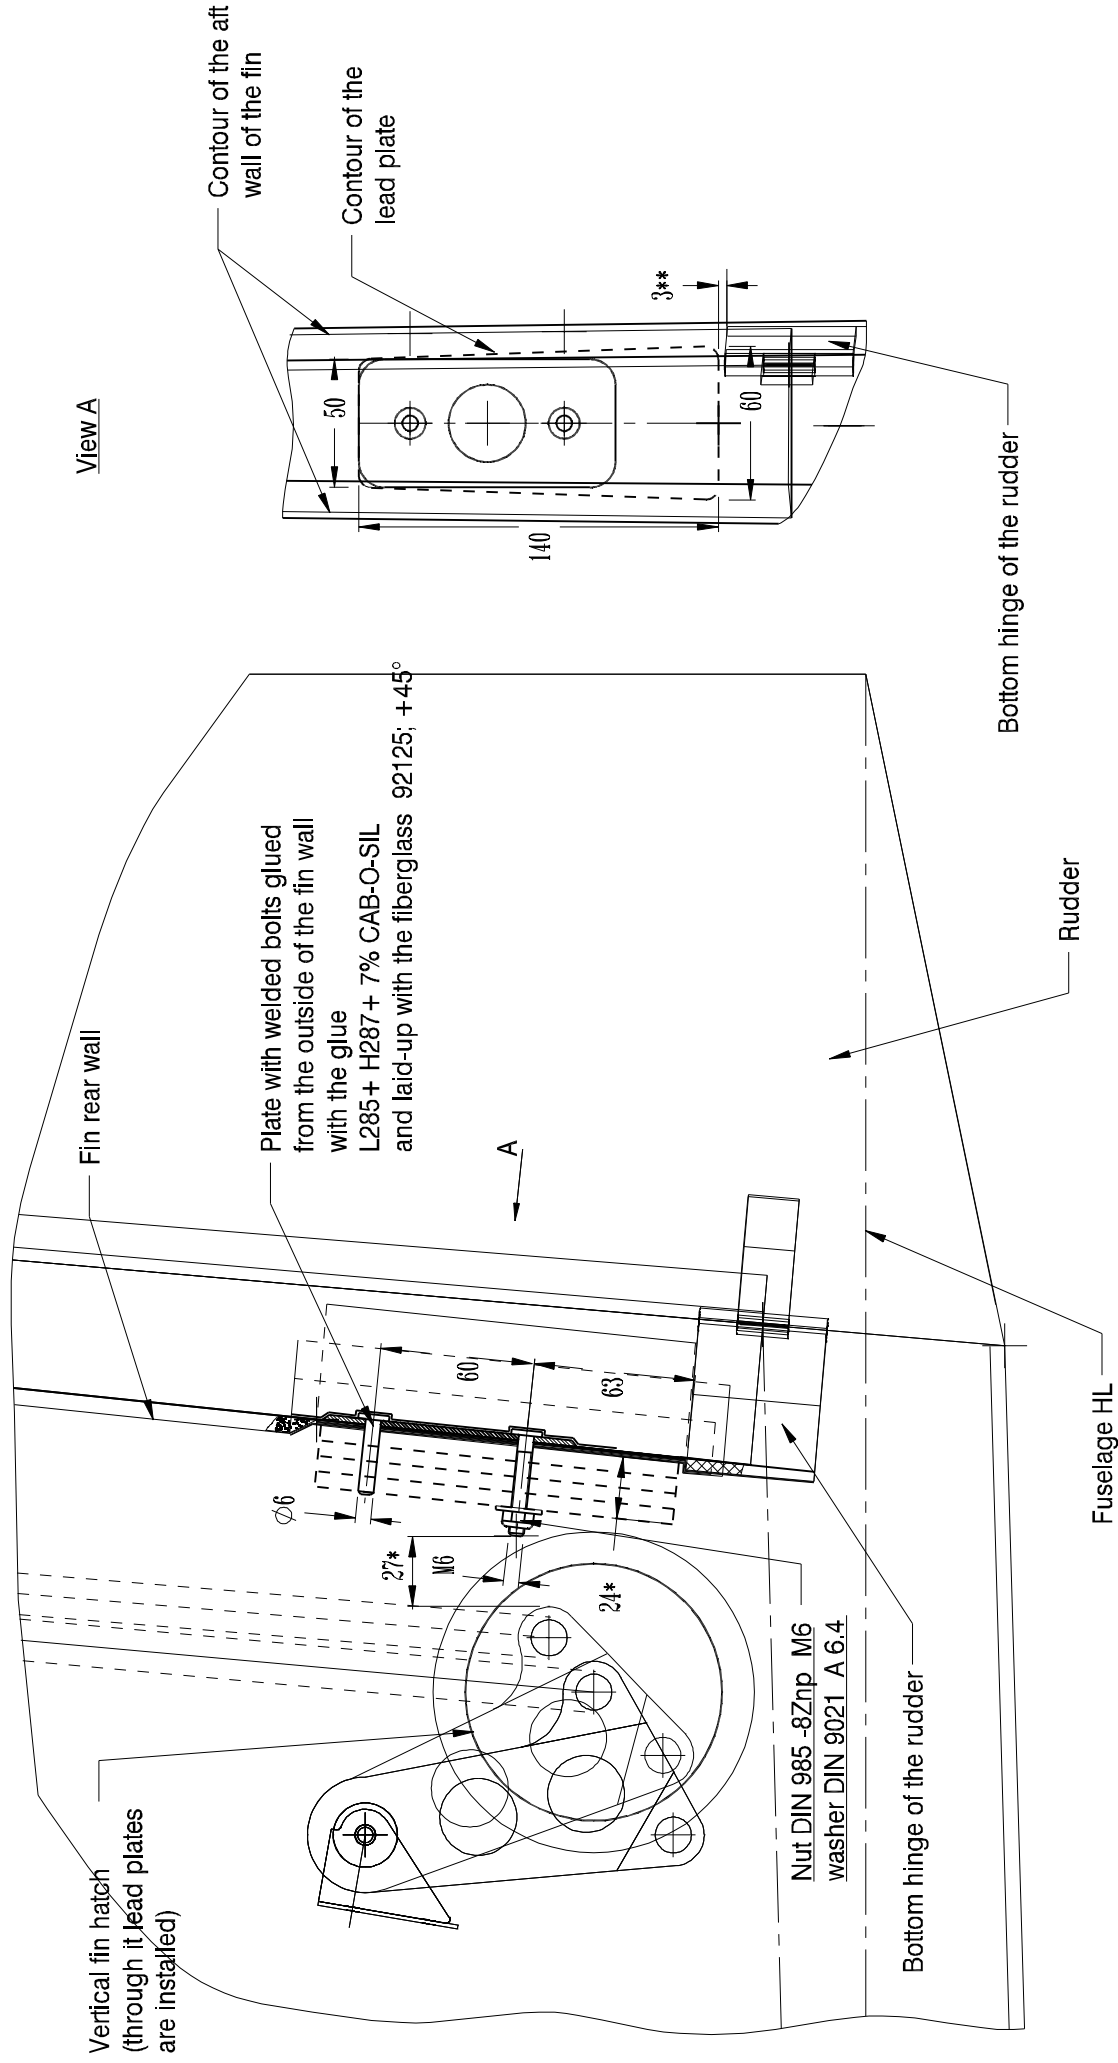 Vertical fin hatch
(through it lead plates
are installed)
Fin rear wall
Plate with welded bolts glued
from the outside of the fin wall
with the glue
L285+ H287+ 7% CAB-O-SIL
and laid-up with the fiberglass 92125; +45°
A
60
63
Ø6
27*
M6
24*
Nut DIN 985 -8Znp M6
washer DIN 9021 A 6.4
Bottom hinge of the rudder
Rudder
Fuselage HL
View A
Contour of the aft
wall of the fin
Contour of the
lead plate
50
140
60
3**
Bottom hinge of the rudder